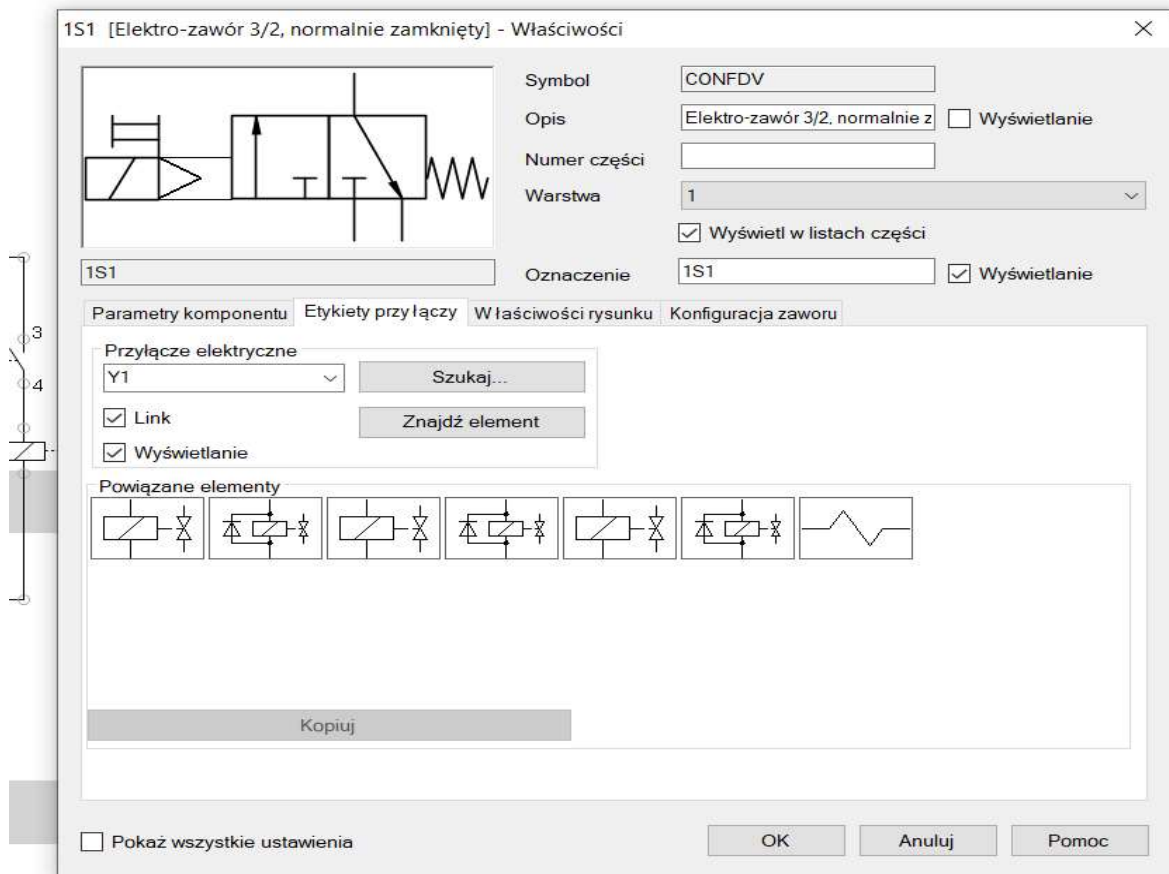 1S1 [Elektro-zawór 3/2, normalnie zamknięty] - Właściwości
Symbol CONFDV
Opis Elektro-zawór 3/2, normalnie z Wyświetlanie
Numer części
Warstwa 1
Wyświetl w listach części
1S1 Oznaczenie 1S1 Wyświetlanie
Parametry komponentu Etykiety przyłączy Właściwości rysunku Konfiguracja zaworu
3
4
Przyłącze elektryczne
Y1 Szukaj...
Link Znajdź element
Wyświetlanie
Powiązane elementy
Kopiuj
Pokaż wszystkie ustawienia OK Anuluj Pomoc